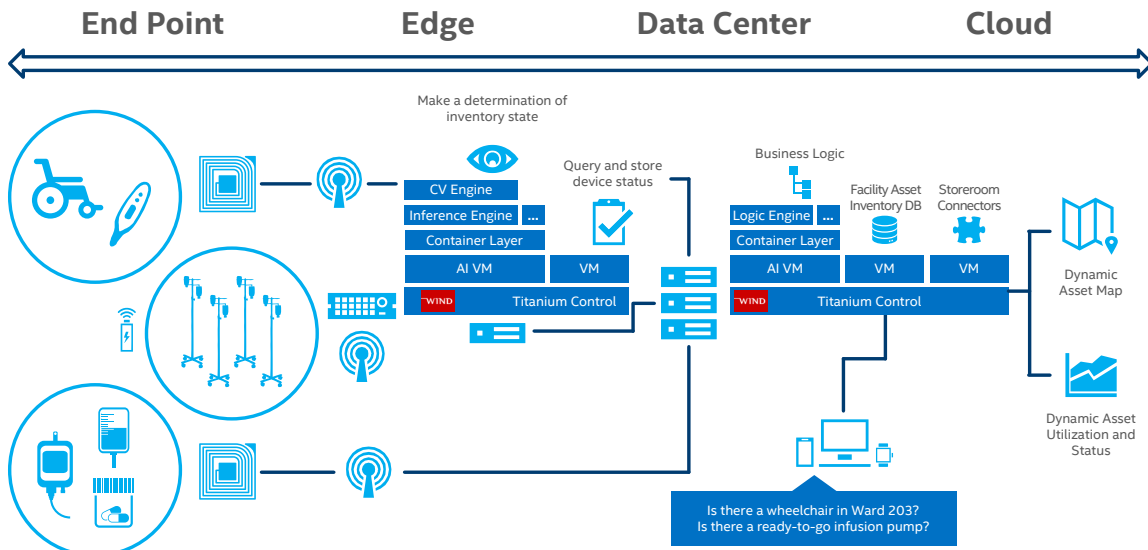 End Point
Edge
Data Center
Cloud
Make a determination of
inventory state
Query and store
device status
CV Engine
Inference Engine
...
Container Layer
AI VM
VM
WIND
Titanium Control
Business Logic
Facility Asset
Inventory DB
Storeroom
Connectors
Logic Engine
...
Container Layer
AI VM
VM
VM
WIND
Titanium Control
Dynamic
Asset Map
Dynamic Asset
Utilization and
Status
Is there a wheelchair in Ward 203?
Is there a ready-to-go infusion pump?